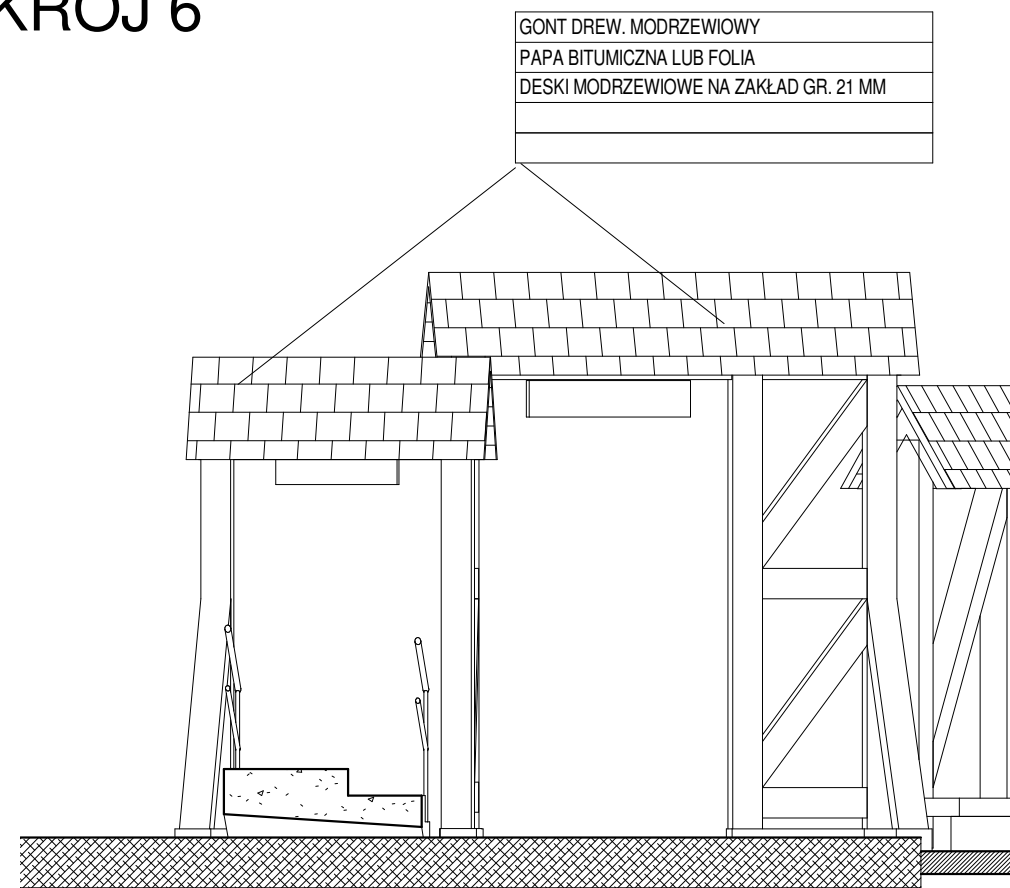 KRÓJ 6
GONT DREW. MODRZEWIOWY
PAPA BITUMICZNA LUB FOLIA
DESKI MODRZEWIOWE NA ZAKŁAD GR. 21 MM